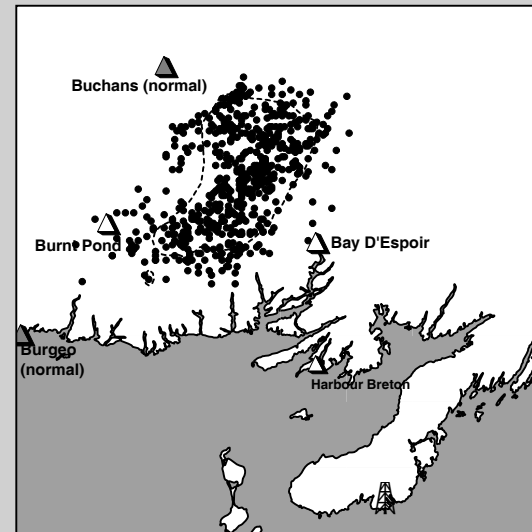 Buchans (normal)
Burnt Pond
Bay D'Espoir
Burgeo
(normal)
Harbour Breton